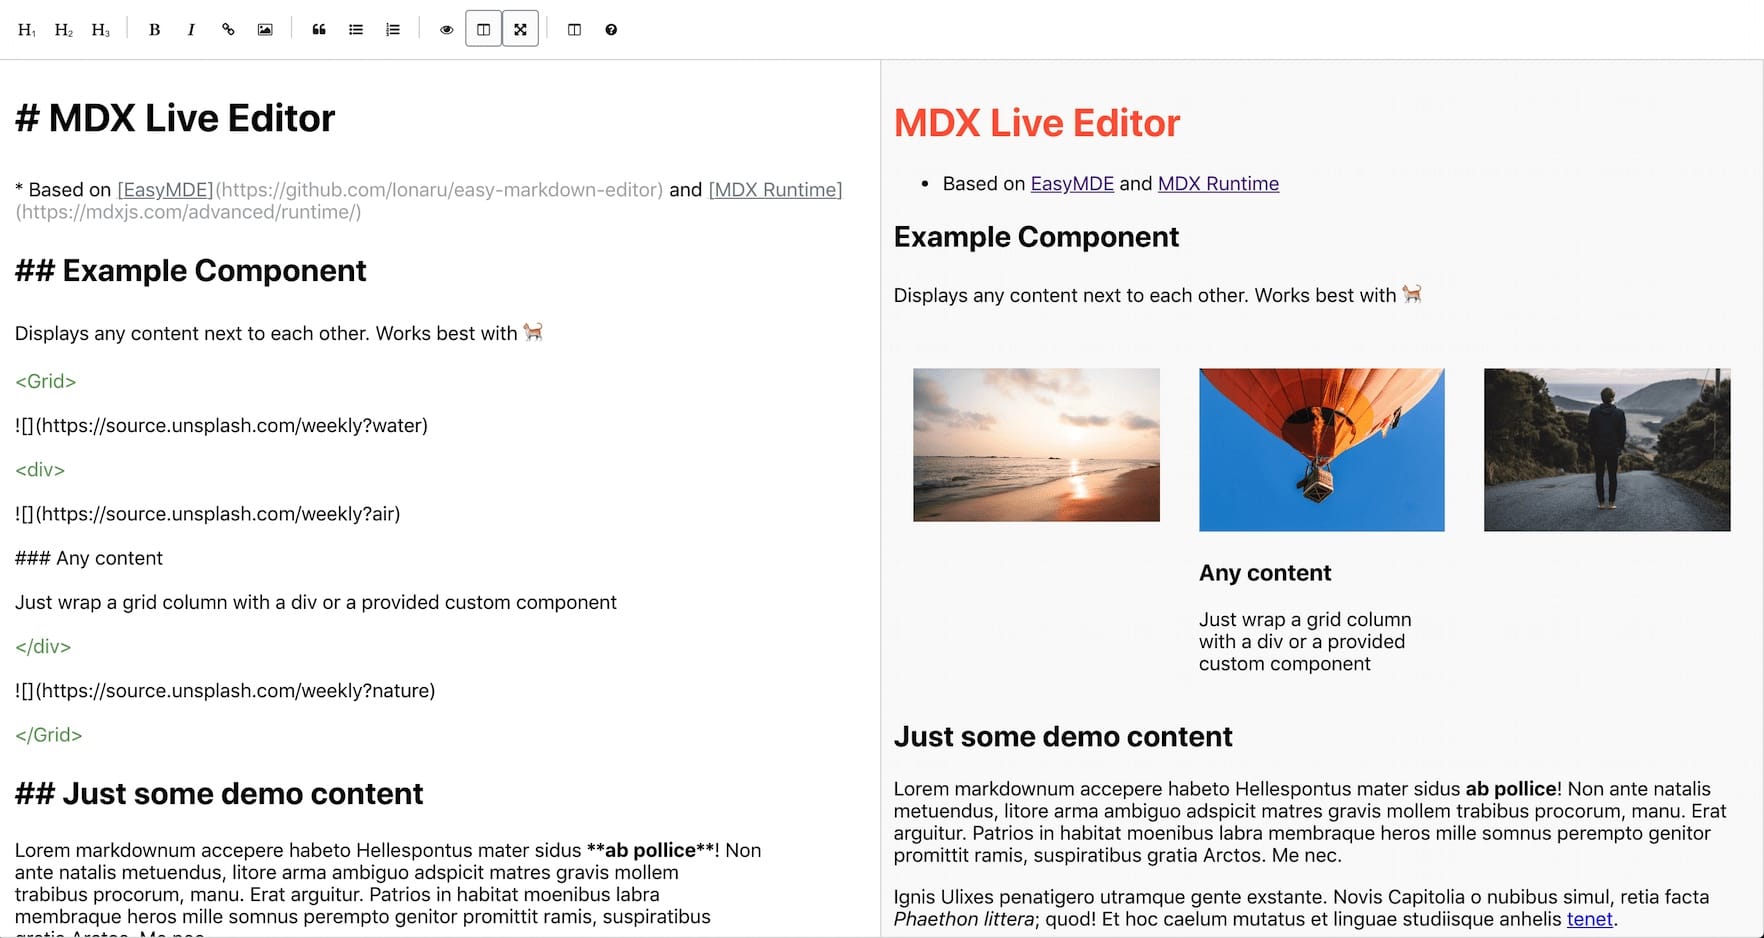 H1 H2 H3 B I
# MDX Live Editor
* Based on [EasyMDE](https://github.com/Ionaru/easy-markdown-editor) and [MDX Runtime]
(https://mdxjs.com/advanced/runtime/)
## Example Component
Displays any content next to each other. Works best with 🐈
<Grid>
![](https://source.unsplash.com/weekly?water)
<div>
![](https://source.unsplash.com/weekly?air)
### Any content
Just wrap a grid column with a div or a provided custom component
</div>
![](https://source.unsplash.com/weekly?nature)
</Grid>
## Just some demo content
Lorem markdownum accepere habeto Hellespontus mater sidus **ab pollice**! Non
ante natalis metuendus, litore arma ambiguo adspicit matres gravis mollem
trabibus procorum, manu. Erat arguitur. Patrios in habitat moenibus labra
membraque heros mille somnus perempto genitor promittit ramis, suspiratibus
gratia Arctos. Me nec.
MDX Live Editor
• Based on EasyMDE and MDX Runtime
Example Component
Displays any content next to each other. Works best with 🐈
Any content
Just wrap a grid column
with a div or a provided
custom component
Just some demo content
Lorem markdownum accepere habeto Hellespontus mater sidus ab pollice! Non ante natalis
metuendus, litore arma ambiguo adspicit matres gravis mollem trabibus procorum, manu. Erat
arguitur. Patrios in habitat moenibus labra membraque heros mille somnus perempto genitor
promittit ramis, suspiratibus gratia Arctos. Me nec.
Ignis Ulixes penatigero utramque gente exstante. Novis Capitolia o nubibus simul, retia facta
Phaethon littera; quod! Et hoc caelum mutatus et linguae studiisque anhelis tenet.